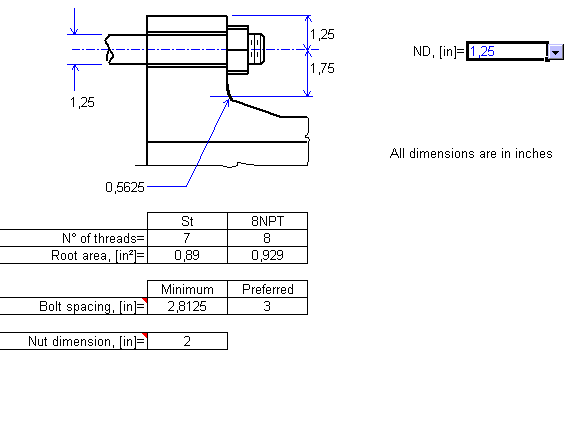 1,25
ND, [in]= 1,25
1,75
1,25
All dimensions are in inches
0,5625
St 8NPT
N° of threads= 7 8
Root area, [in²]= 0,89 0,929
Minimum Preferred
Bolt spacing, [in]= 2,8125 3
Nut dimension, [in]= 2